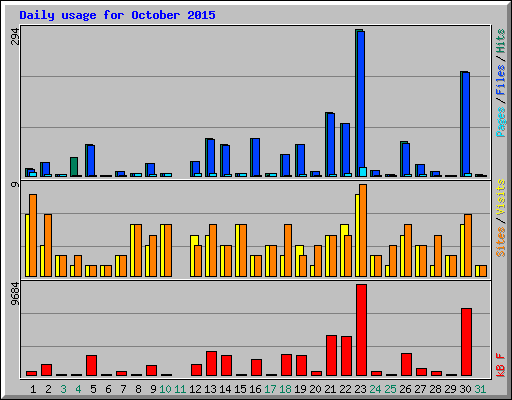 Daily usage for October 2015
294
Pages / Files / Hits
9
Sites / Visits
9684
kB F
1 2 3 4 5 6 7 8 9 10 11 12 13 14 15 16 17 18 19 20 21 22 23 24 25 26 27 28 29 30 31